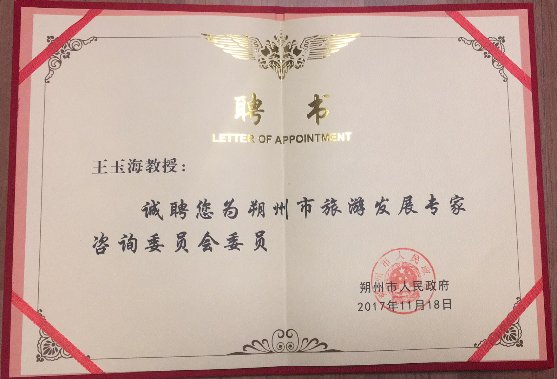 聘书
LETTER OF APPOINTMENT
王玉海教授：
诚聘您为朔州市旅游发展专家
咨询委员会委员
朔州市人民政府
2017年11月18日